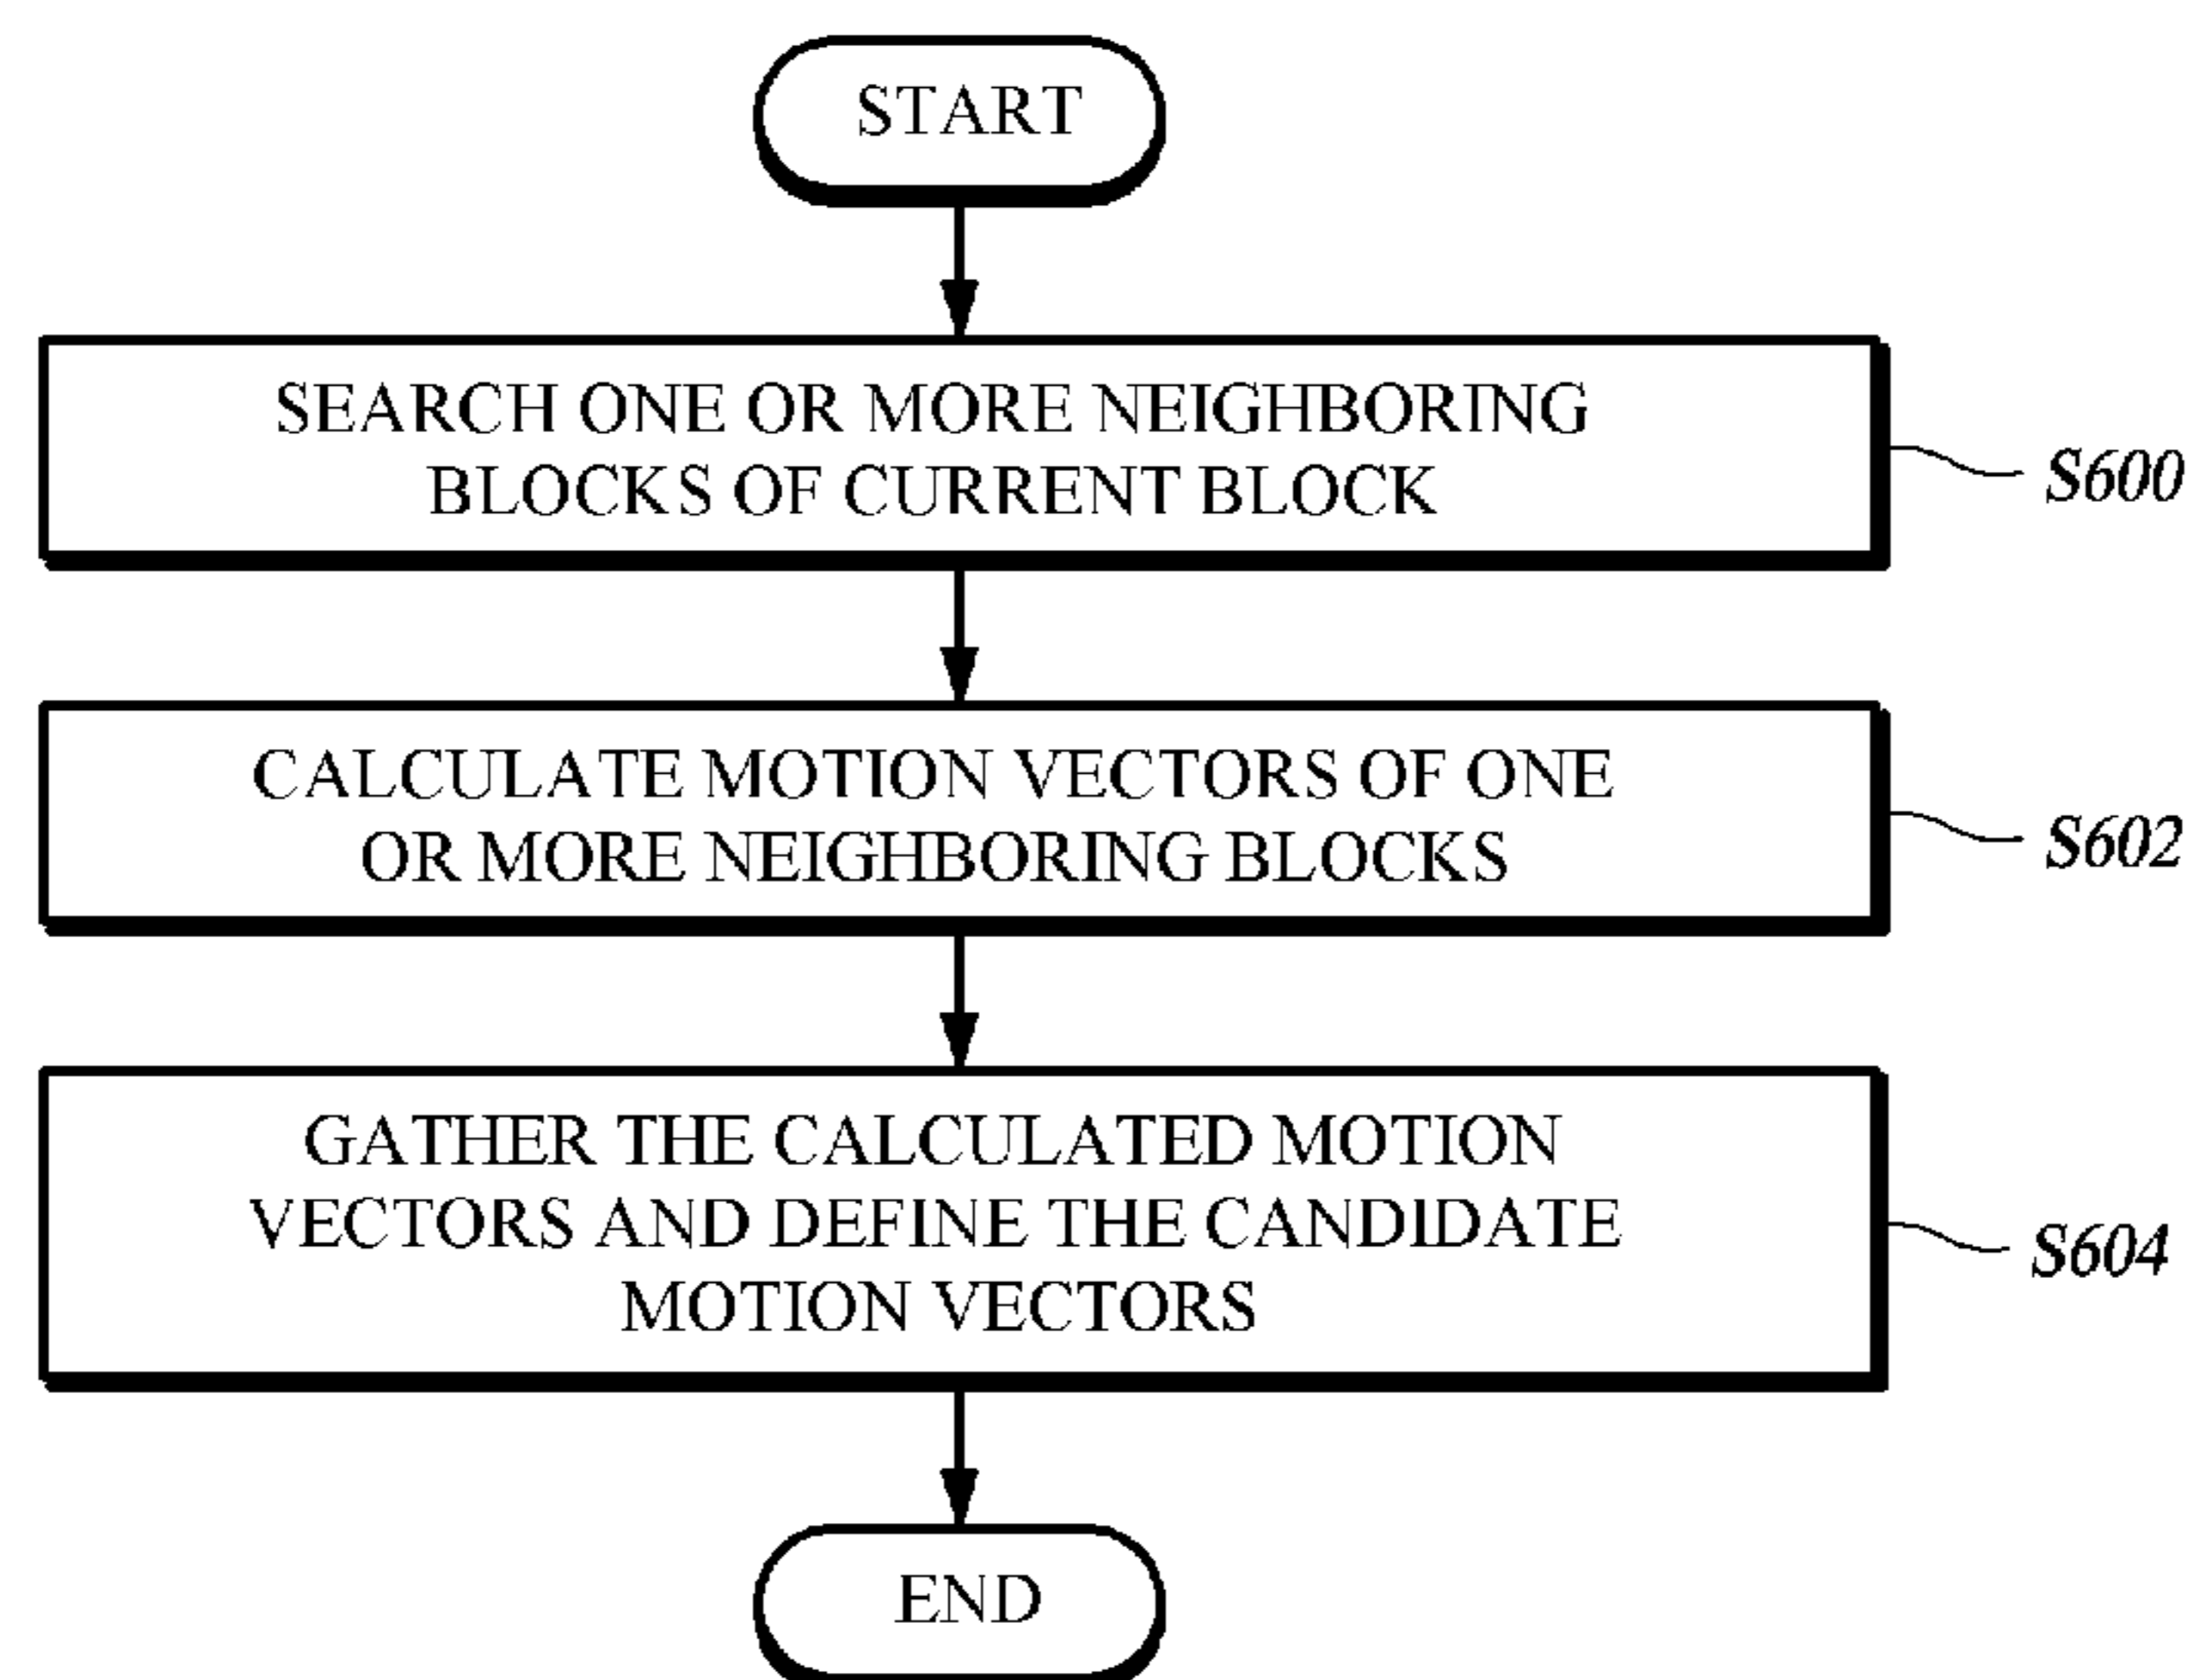 START
SEARCH ONE OR MORE NEIGHBORING
BLOCKS OF CURRENT BLOCK
S600
CALCULATE MOTION VECTORS OF ONE
OR MORE NEIGHBORING BLOCKS
S602
GATHER THE CALCULATED MOTION
VECTORS AND DEFINE THE CANDIDATE
MOTION VECTORS
S604
END